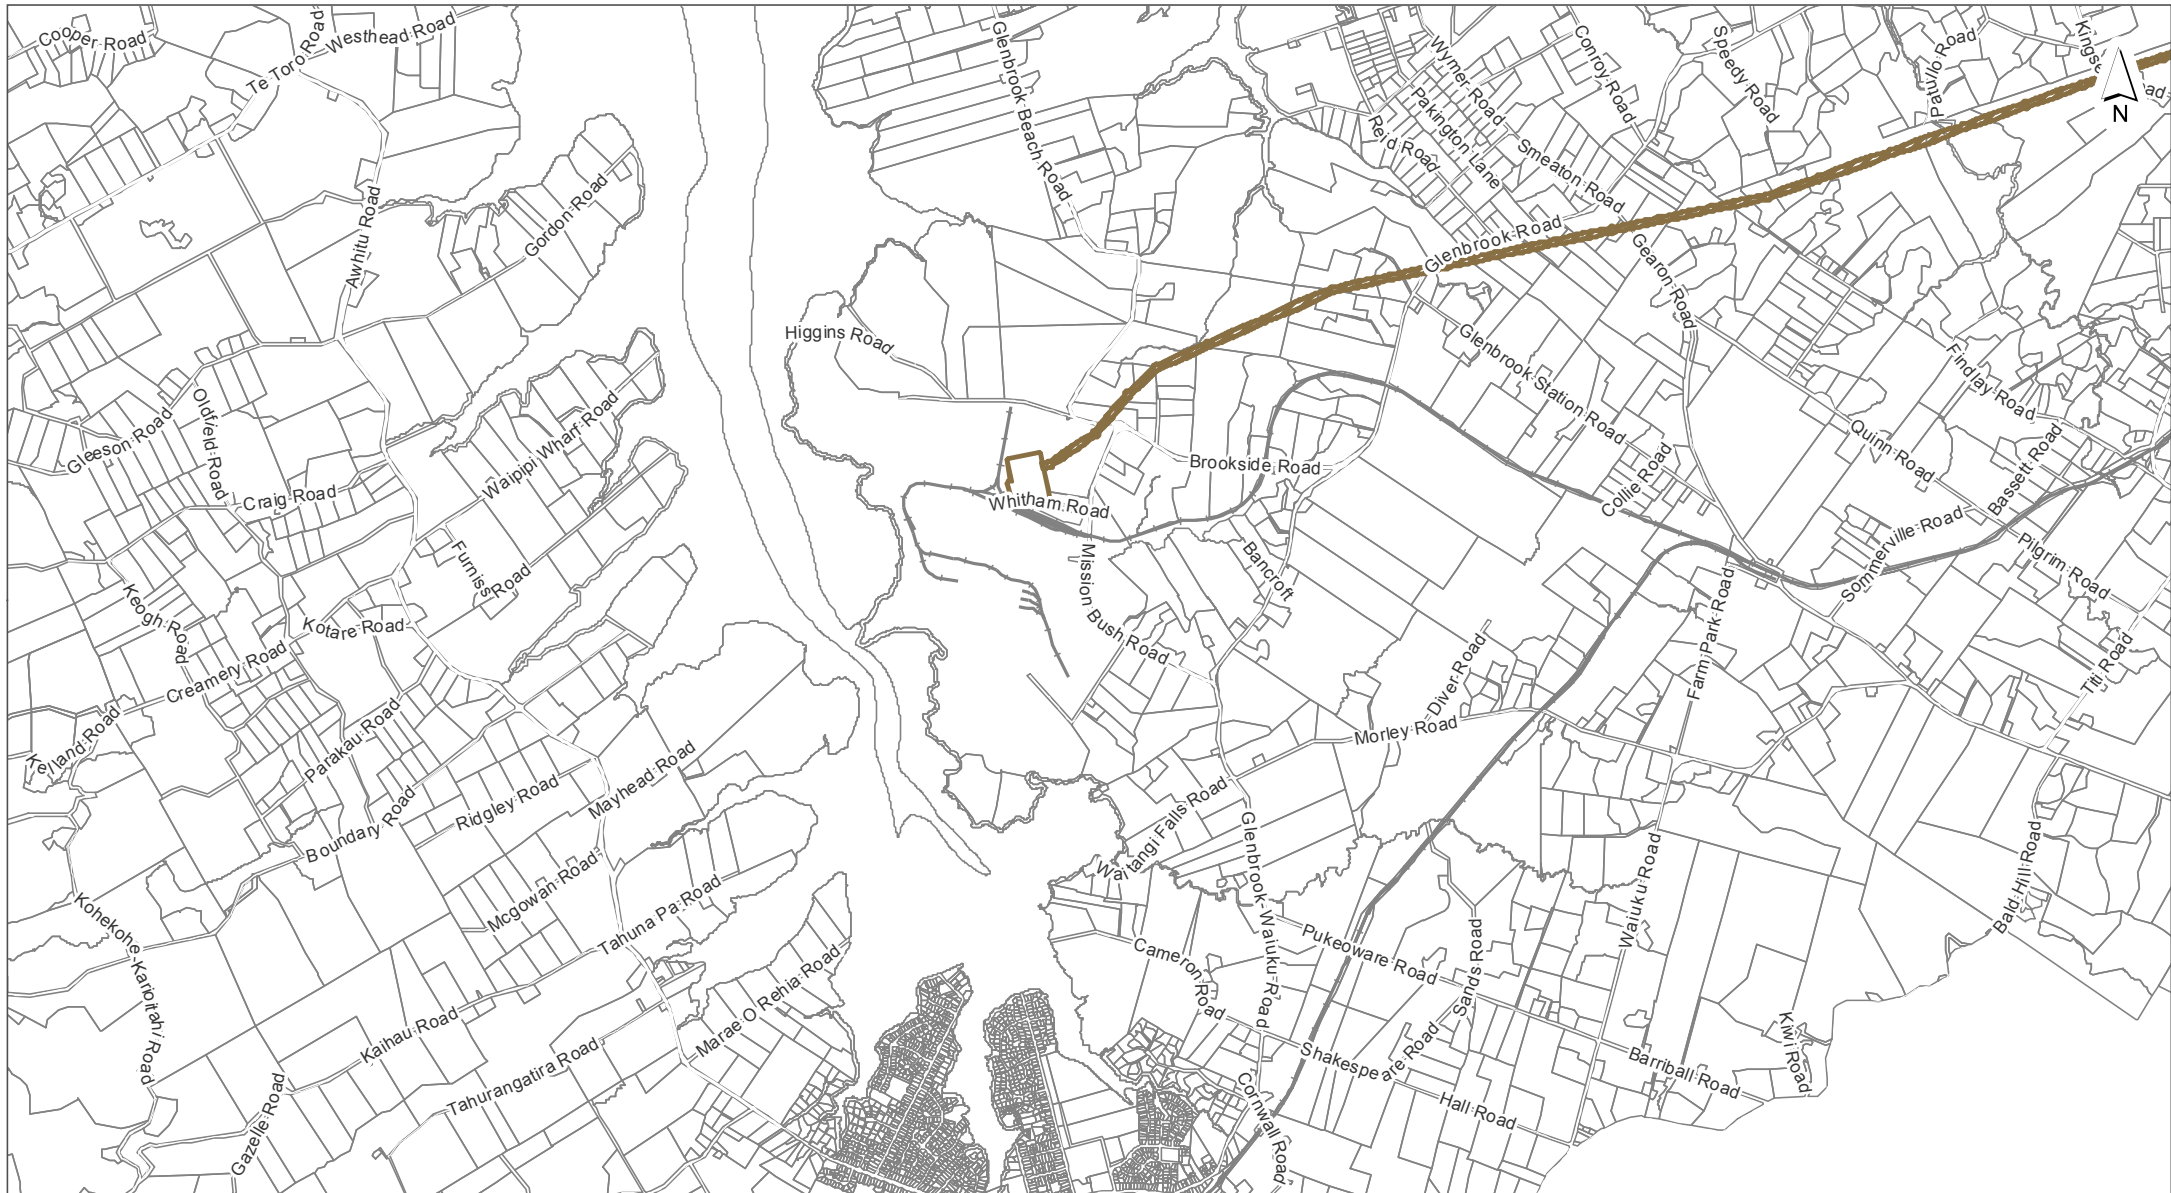 Cooper Road
Te Toro Road
Westhead Road
Glenbrook Beach Road
Wymer Road
Conroy Road
Speedy Road
Patullo Road
N
Pakington Lane
Reid Road
Smeaton Road
Awhitu Road
Gordon Road
Glenbrook Road
Gearon Road
Higgins Road
Glenbrook Station Road
Findlay Road
Oldfield Road
Gleeson Road
Waipipi Wharf Road
Quinn Road
Bassett Road
Craig Road
Brookside Road
Collie Road
Whitham Road
Sommerville Road
Pilgrim Road
Furniss Road
Mission Bush Road
Bancroft
Keogh Road
Kotare Road
Farm Park Road
Titi Road
Creamery Road
Diver Road
Kelland Road
Parakau Road
Morley Road
Mayhead Road
Ridgley Road
Boundary Road
Waitangi Falls Road
Glenbrook-Waiuku Road
Waiuku Road
Bald Hill Road
Mcgowan Road
Tahuna Pa Road
Kohekohe-Karioitahi Road
Cameron Road
Pukeoware Road
Sands Road
Marae O Rehia Road
Kaihau Road
Tahurangatira Road
Shakespeare Road
Barriball Road
Kiwi Road
Gazelle Road
Cornwall Road
Hall Road